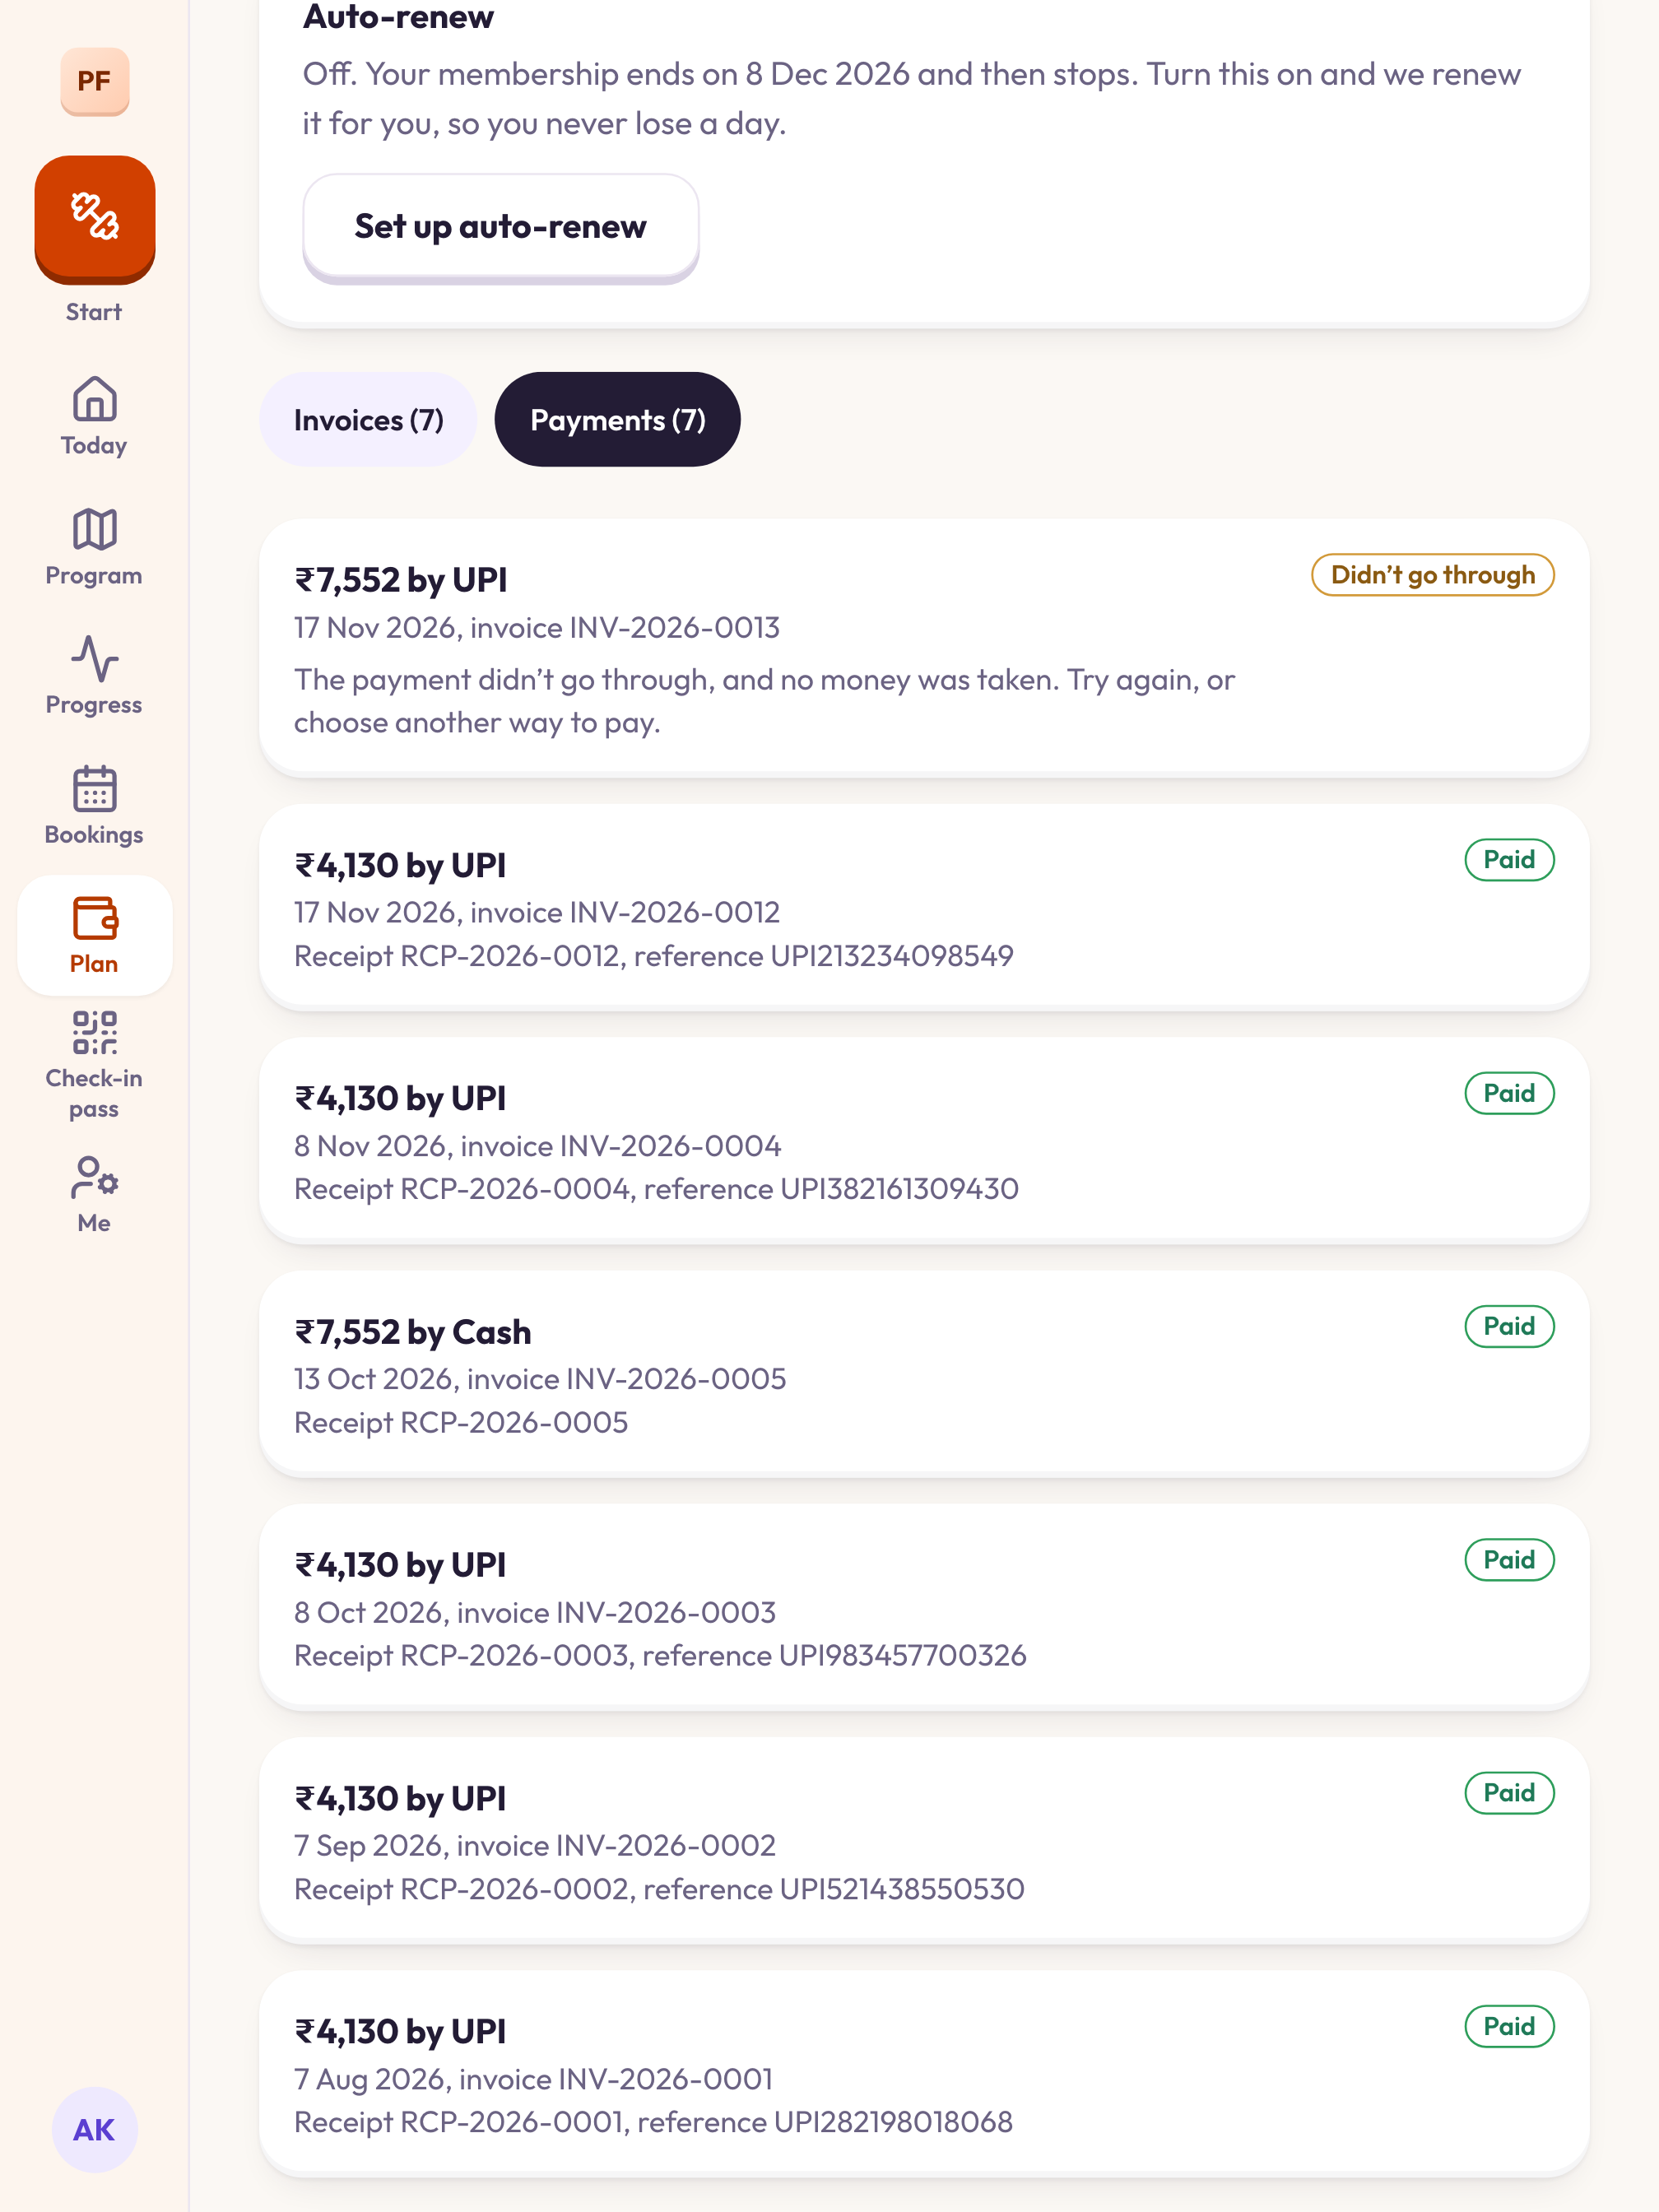 PF
Start
Today
Program
Progress
Bookings
Plan
Check-in
pass
Me
AK
Auto-renew
Off. Your membership ends on 8 Dec 2026 and then stops. Turn this on and we renew
it for you, so you never lose a day.
Set up auto-renew
Invoices (7)
Payments (7)
₹7,552 by UPI
Didn’t go through
17 Nov 2026, invoice INV-2026-0013
The payment didn’t go through, and no money was taken. Try again, or
choose another way to pay.
₹4,130 by UPI
Paid
17 Nov 2026, invoice INV-2026-0012
Receipt RCP-2026-0012, reference UPI213234098549
₹4,130 by UPI
Paid
8 Nov 2026, invoice INV-2026-0004
Receipt RCP-2026-0004, reference UPI382161309430
₹7,552 by Cash
Paid
13 Oct 2026, invoice INV-2026-0005
Receipt RCP-2026-0005
₹4,130 by UPI
Paid
8 Oct 2026, invoice INV-2026-0003
Receipt RCP-2026-0003, reference UPI983457700326
₹4,130 by UPI
Paid
7 Sep 2026, invoice INV-2026-0002
Receipt RCP-2026-0002, reference UPI521438550530
₹4,130 by UPI
Paid
7 Aug 2026, invoice INV-2026-0001
Receipt RCP-2026-0001, reference UPI282198018068